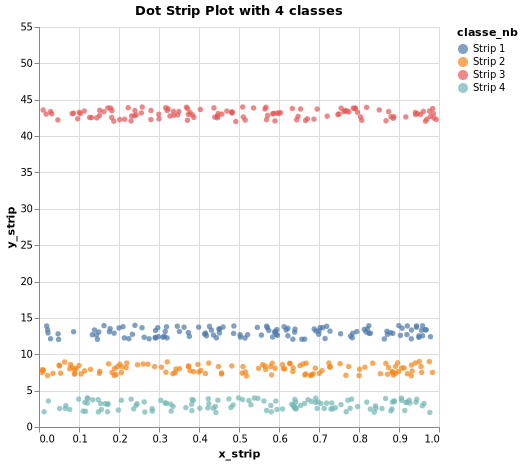 Dot Strip Plot with 4 classes
classe_nb
Strip 1
Strip 2
Strip 3
Strip 4
y_strip
55
50
45
40
35
30
25
20
15
10
5
0
0.0 0.1 0.2 0.3 0.4 0.5 0.6 0.7 0.8 0.9 1.0
x_strip